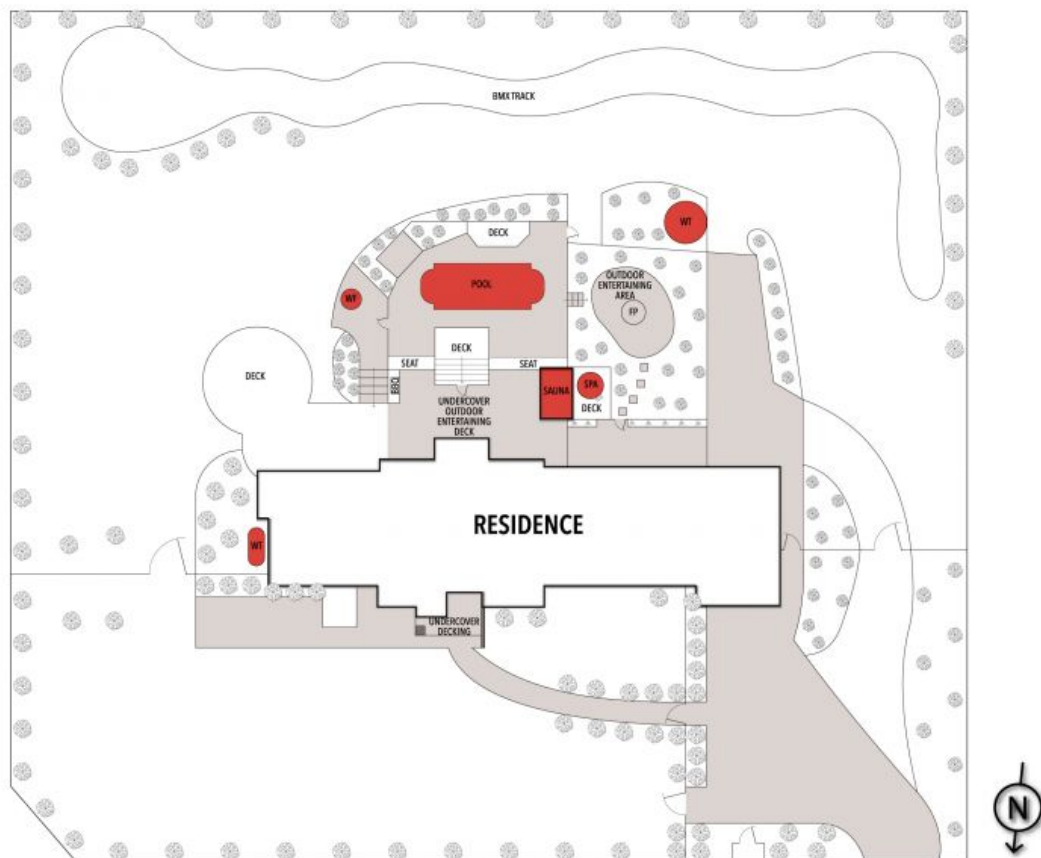 BMX TRACK
WT
DECK
OUTDOOR
ENTERTAINING
AREA
POOL
WF
FP
DECK
SEAT
SEAT
DECK
BBQ
SAUNA
SPA
DECK
UNDERCOVER
OUTDOOR
ENTERTAINING
DECK
RESIDENCE
WT
UNDERCOVER
DECKING
N